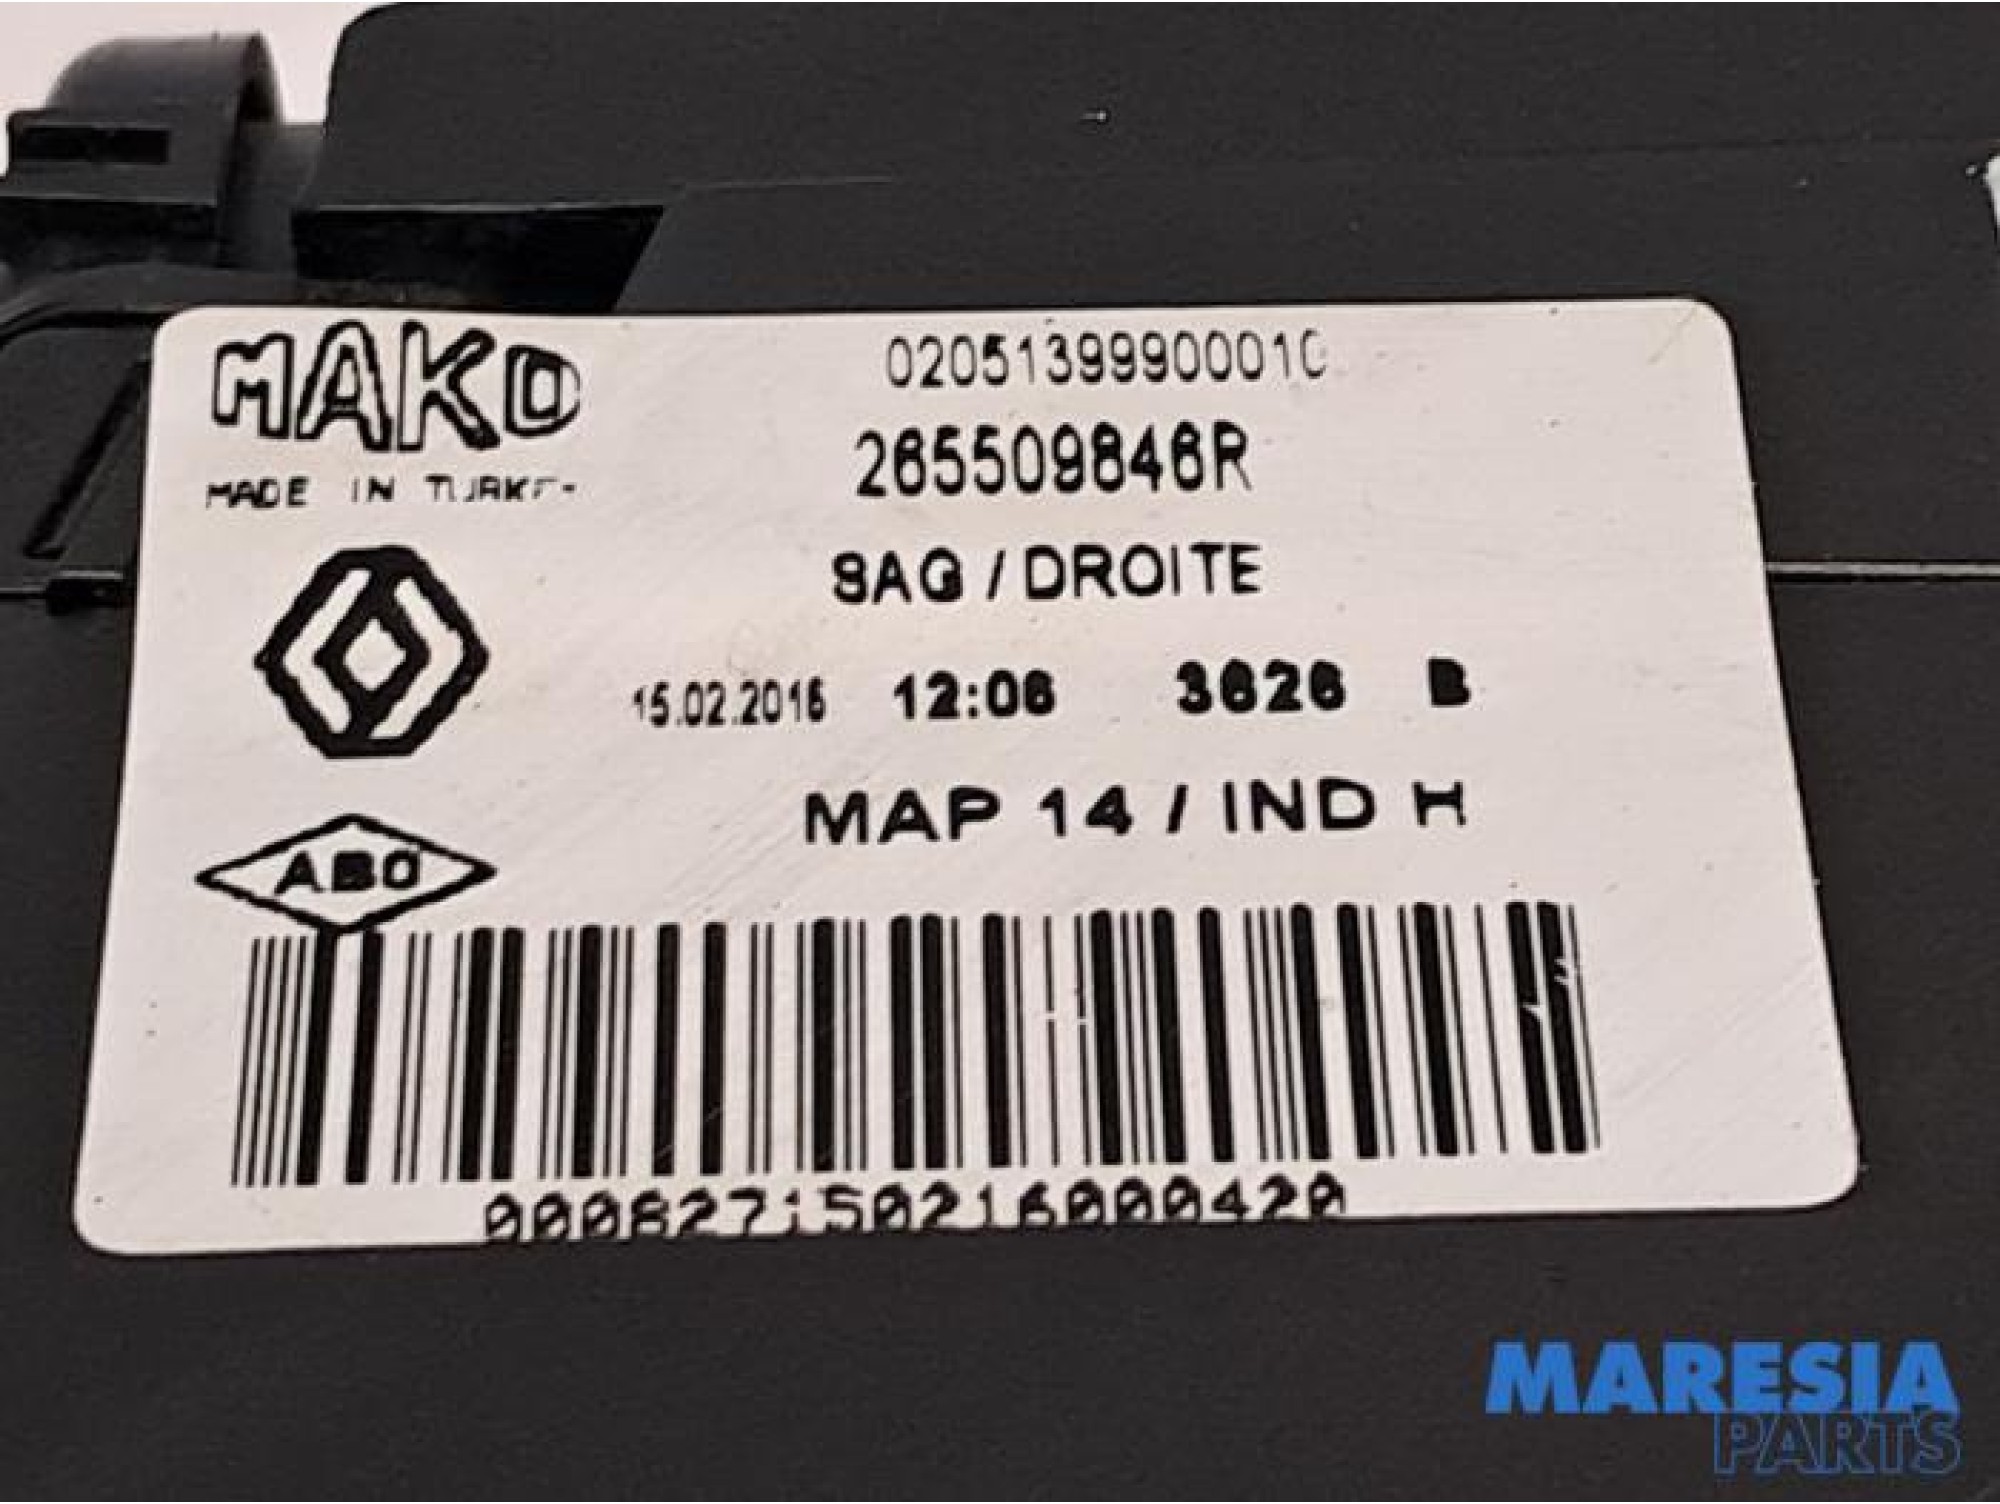 MAKO
02051399900010
MADE IN TURKEY
265509846R
SAG / DROITE
15.02.2016 12:06 3626 B
MAP 14 / IND H
ABO
000827150216000420
MARESIA
PARTS